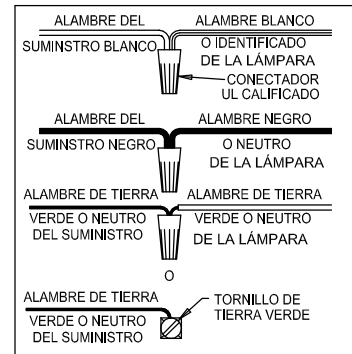 ALAMBRE DEL ALAMBRE BLANCO
SUMINSTRO BLANCO O IDENTIFICADO
DE LA LÁMPARA
CONECTADOR
UL CALIFICADO
ALAMBRE DEL ALAMBRE NEGRO
SUMINSTRO NEGRO O NEUTRO
DE LA LÁMPARA
ALAMBRE DE TIERRA ALAMBRE DE TIERRA
VERDE O NEUTRO VERDE O NEUTRO
DEL SUMINISTRO DE LA LÁMPARA
O
ALAMBRE DE TIERRA TORNILLO DE
VERDE O NEUTRO TIERRA VERDE
DEL SUMINISTRO